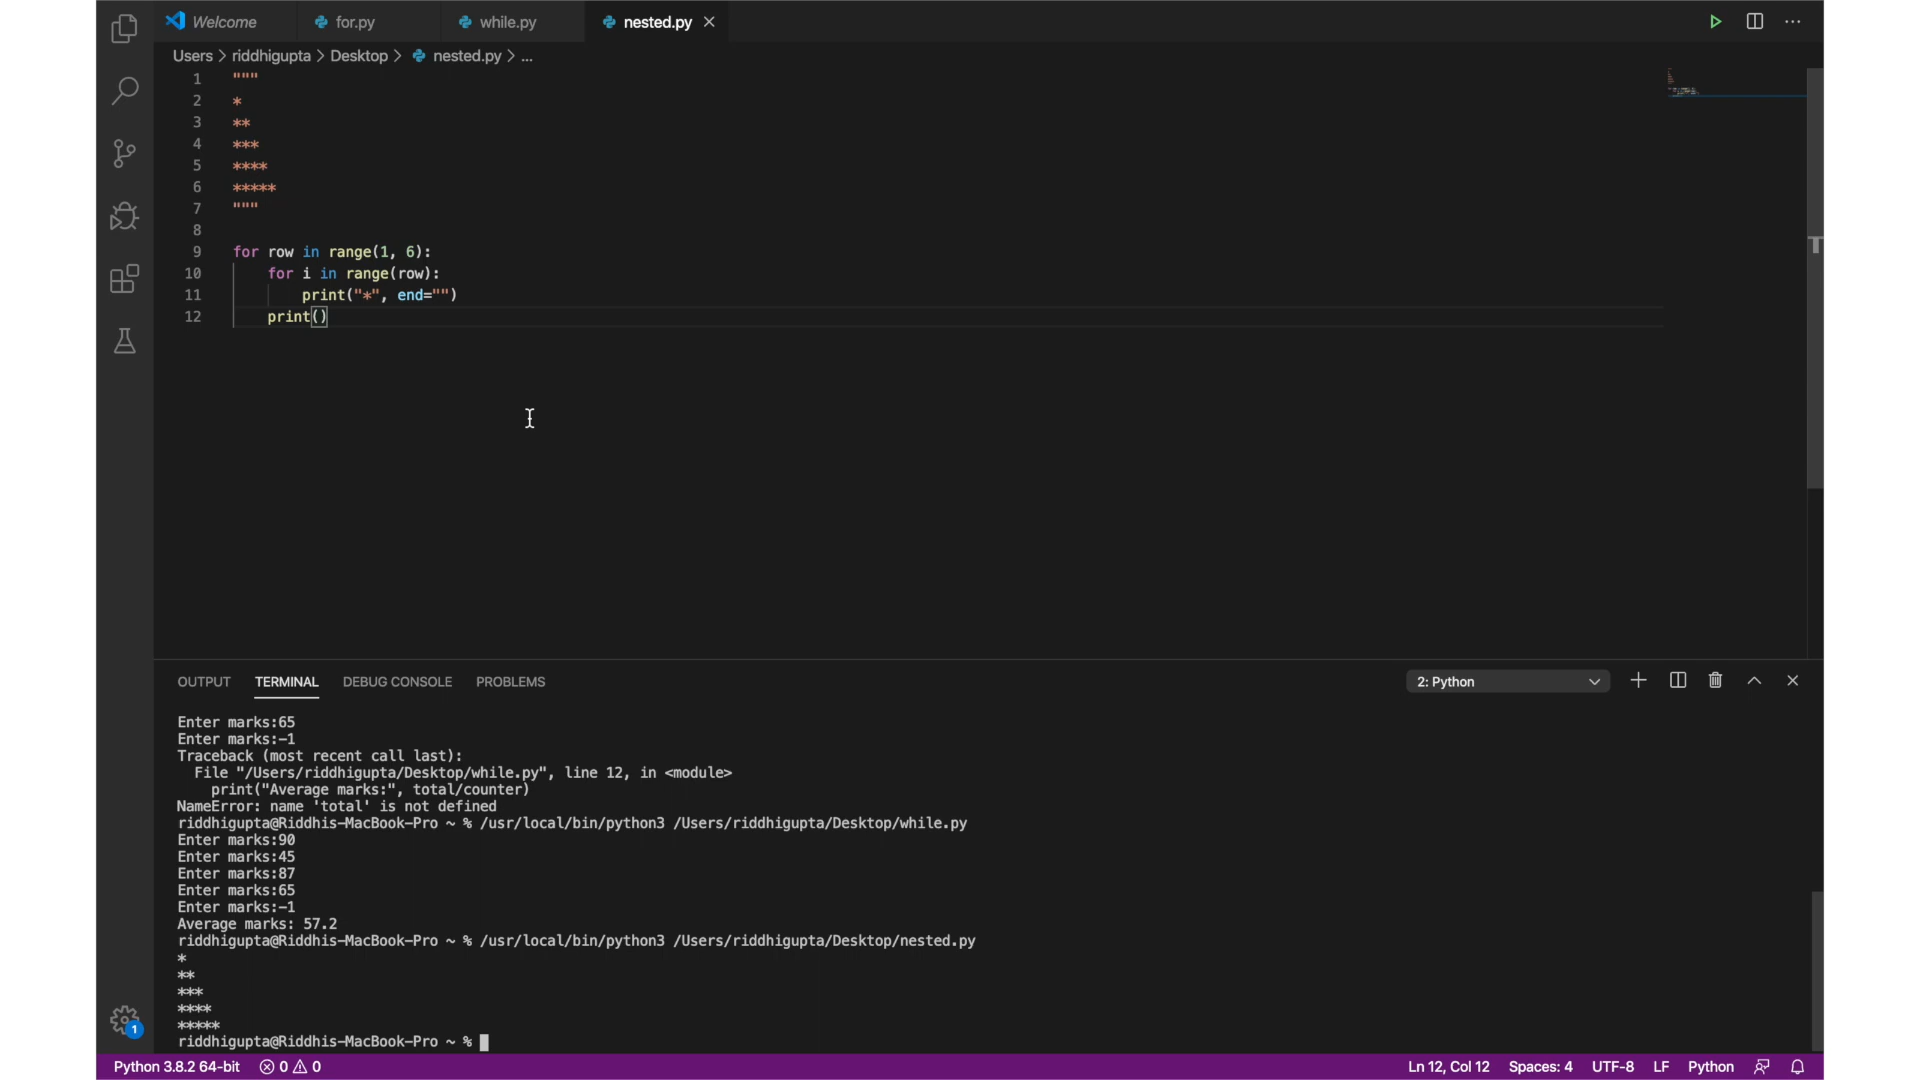 Welcome for.py while.py nested.py
Users > riddhigupta > Desktop > nested.py > ...
1 """
2 *
3 **
4 ***
5 ****
6 *****
7 """
8
9 for row in range(1, 6):
10 for i in range(row):
11 print("*", end="")
12 print()
OUTPUT TERMINAL DEBUG CONSOLE PROBLEMS 2: Python
Enter marks:65
Enter marks:-1
Traceback (most recent call last):
File "/Users/riddhigupta/Desktop/while.py", line 12, in <module>
print("Average marks:", total/counter)
NameError: name 'total' is not defined
riddhigupta@Riddhis-MacBook-Pro ~ % /usr/local/bin/python3 /Users/riddhigupta/Desktop/while.py
Enter marks:90
Enter marks:45
Enter marks:87
Enter marks:65
Enter marks:-1
Average marks: 57.2
riddhigupta@Riddhis-MacBook-Pro ~ % /usr/local/bin/python3 /Users/riddhigupta/Desktop/nested.py
*
**
***
****
*****
riddhigupta@Riddhis-MacBook-Pro ~ %
1
Python 3.8.2 64-bit 0 0 Ln 12, Col 12 Spaces: 4 UTF-8 LF Python